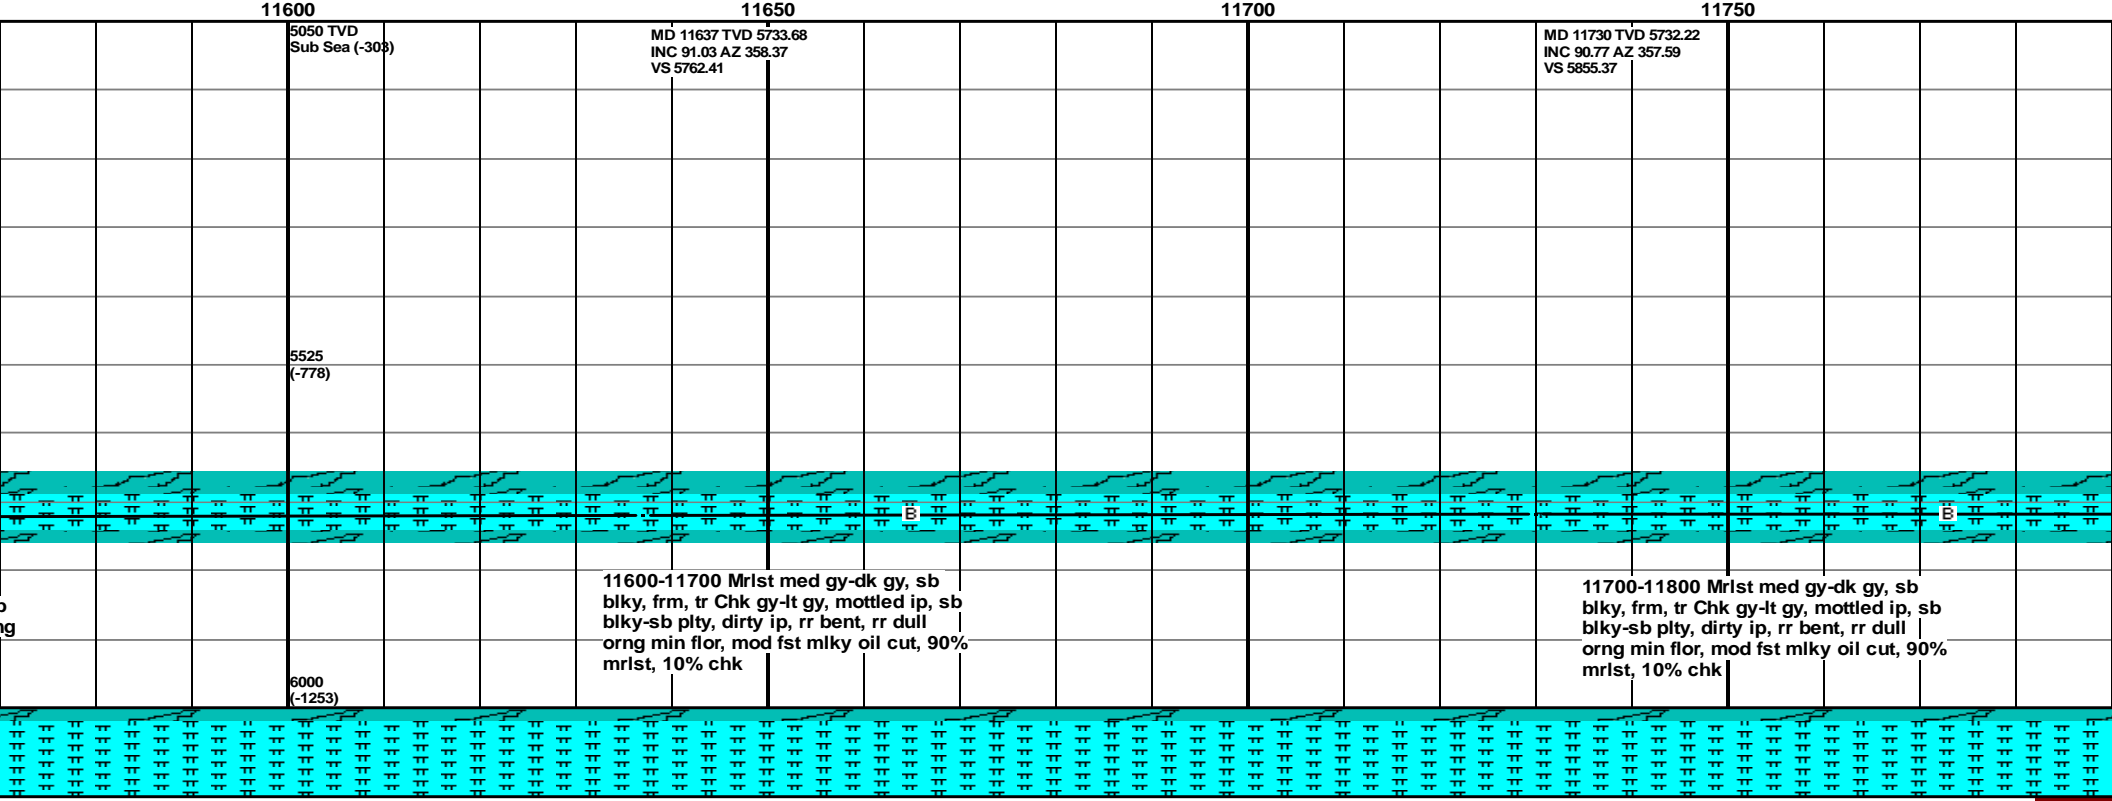 11600 11650 11700 11750
5050 TVD
Sub Sea (-303)
MD 11637 TVD 5733.68
INC 91.03 AZ 358.37
VS 5762.41
MD 11730 TVD 5732.22
INC 90.77 AZ 357.59
VS 5855.37
5525
(-778)
B
B
11600-11700 Mrlst med gy-dk gy, sb
blky, frm, tr Chk gy-lt gy, mottled ip, sb
blky-sb plty, dirty ip, rr bent, rr dull
orng min flor, mod fst mlky oil cut, 90%
mrlst, 10% chk
11700-11800 Mrlst med gy-dk gy, sb
blky, frm, tr Chk gy-lt gy, mottled ip, sb
blky-sb plty, dirty ip, rr bent, rr dull
orng min flor, mod fst mlky oil cut, 90%
mrlst, 10% chk
6000
(-1253)